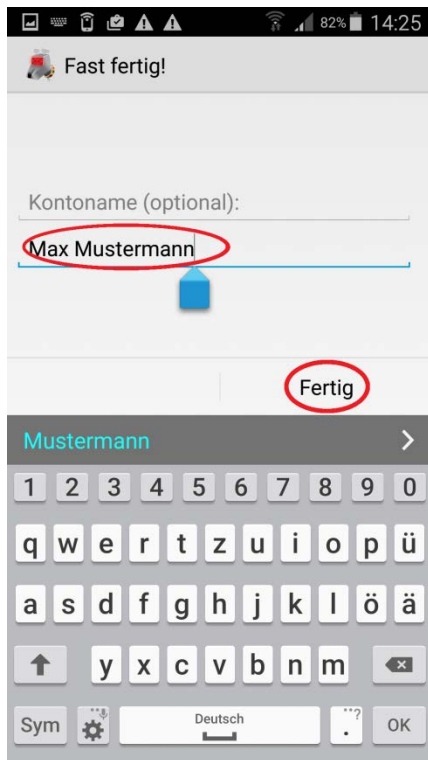 82% 14:25
Fast fertig!
Kontoname (optional):
Max Mustermann
Fertig
Mustermann
1 2 3 4 5 6 7 8 9 0
q w e r t z u i o p ü
a s d f g h j k l ö ä
y x c v b n m
Sym Deutsch . ? OK